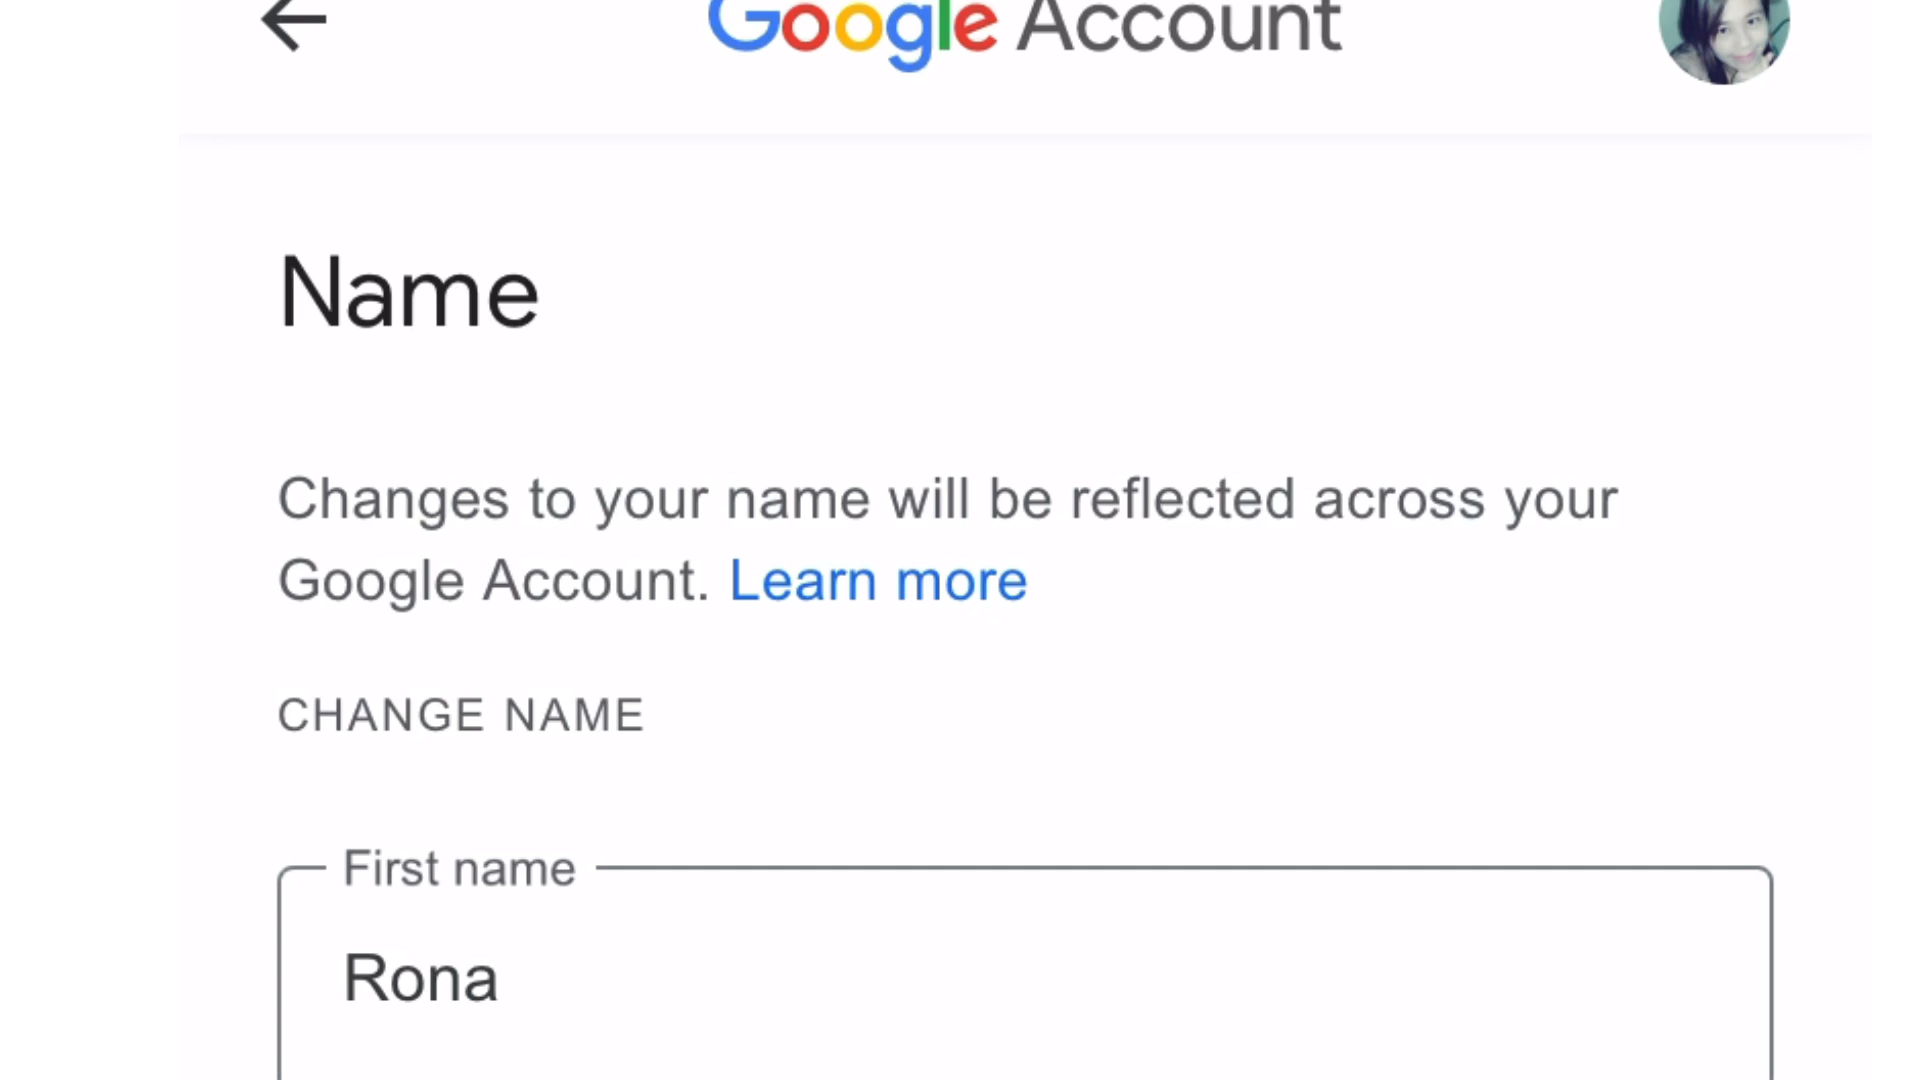 Google Account
Name
Changes to your name will be reflected across your
Google Account. Learn more
CHANGE NAME
First name
Rona